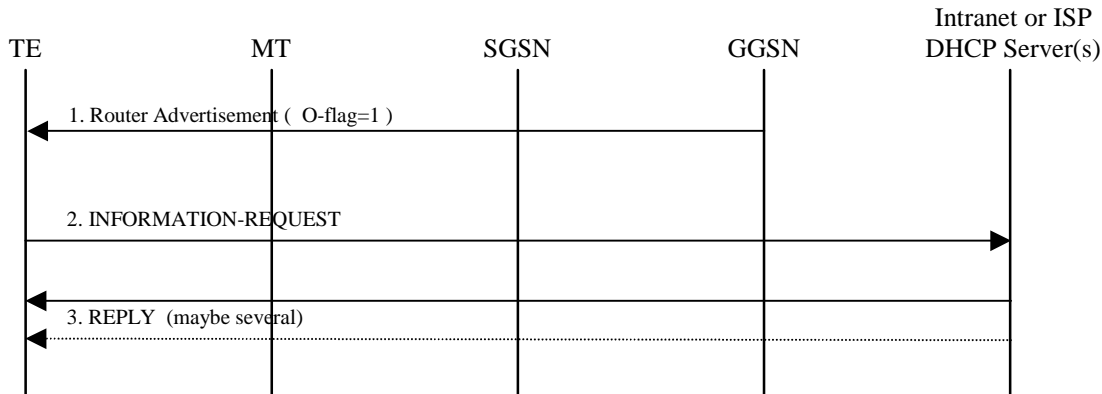 Intranet or ISP
TE MT SGSN GGSN DHCP Server(s)
1. Router Advertisement ( O-flag=1 )
2. INFORMATION-REQUEST
3. REPLY (maybe several)